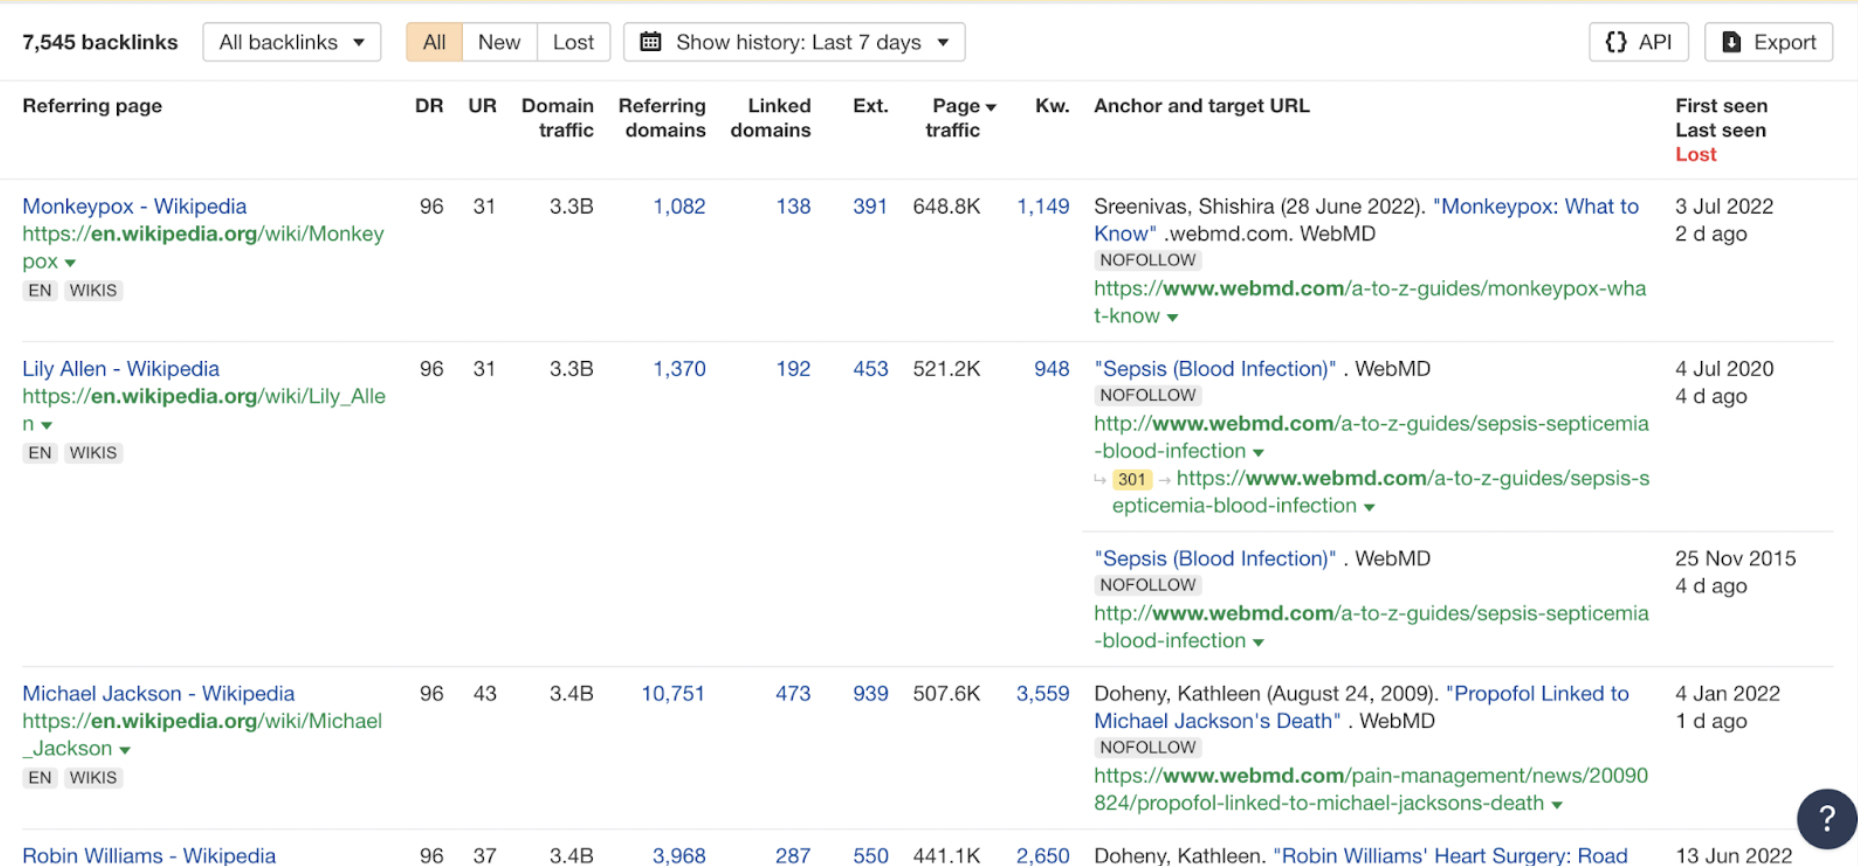 7,545 backlinks All backlinks All New Lost Show history: Last 7 days {} API Export
Referring page DR UR Domain traffic Referring domains Linked domains Ext. Page traffic Kw. Anchor and target URL First seen Last seen Lost
Monkeypox - Wikipedia 96 31 3.3B 1,082 138 391 648.8K 1,149 Sreenivas, Shishira (28 June 2022). "Monkeypox: What to 3 Jul 2022
https://en.wikipedia.org/wiki/Monkey Know" .webmd.com. WebMD 2 d ago
pox NOFOLLOW
EN WIKIS https://www.webmd.com/a-to-z-guides/monkeypox-wha
t-know
Lily Allen - Wikipedia 96 31 3.3B 1,370 192 453 521.2K 948 "Sepsis (Blood Infection)" . WebMD 4 Jul 2020
https://en.wikipedia.org/wiki/Lily_Alle NOFOLLOW 4 d ago
n http://www.webmd.com/a-to-z-guides/sepsis-septicemia
EN WIKIS -blood-infection
301 https://www.webmd.com/a-to-z-guides/sepsis-s
epticemia-blood-infection
"Sepsis (Blood Infection)" . WebMD 25 Nov 2015
NOFOLLOW 4 d ago
http://www.webmd.com/a-to-z-guides/sepsis-septicemia
-blood-infection
Michael Jackson - Wikipedia 96 43 3.4B 10,751 473 939 507.6K 3,559 Doheny, Kathleen (August 24, 2009). "Propofol Linked to 4 Jan 2022
https://en.wikipedia.org/wiki/Michael Michael Jackson's Death" . WebMD 1 d ago
_Jackson NOFOLLOW
EN WIKIS https://www.webmd.com/pain-management/news/20090
824/propofol-linked-to-michael-jacksons-death
?
Robin Williams - Wikipedia 96 37 3.4B 3,968 287 550 441.1K 2,650 Doheny, Kathleen. "Robin Williams' Heart Surgery: Road 13 Jun 2022